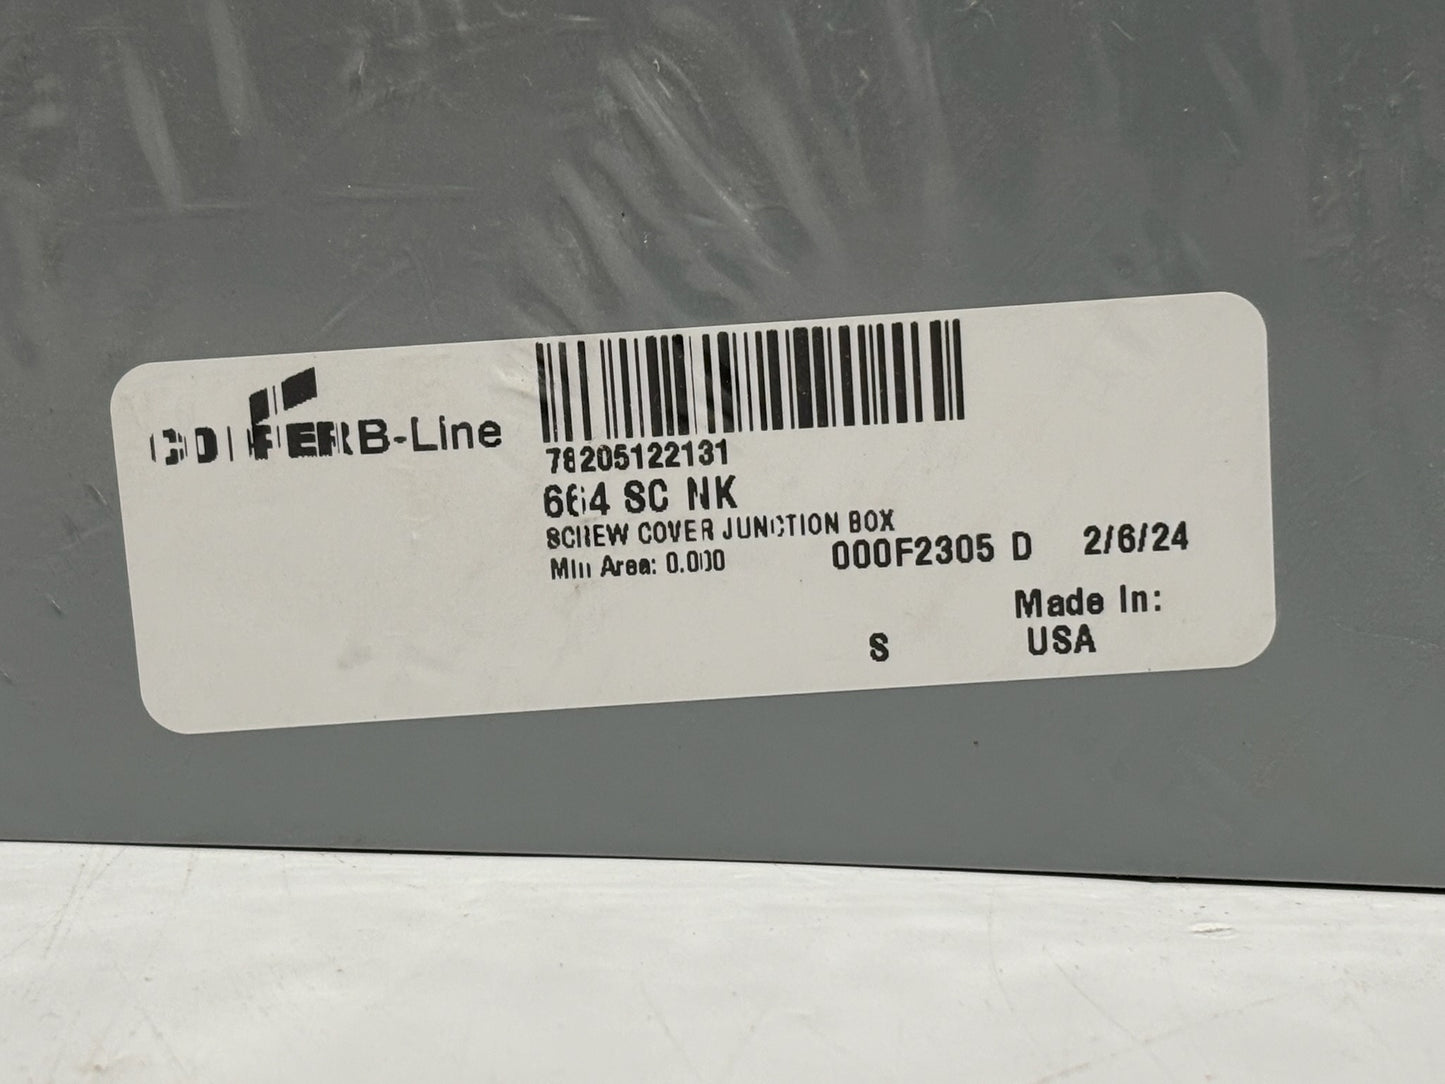 COOPER B-Line
78205122131
664 SC NK
SCREW COVER JUNCTION BOX
Min Area: 0.000
000F2305 D 2/6/24
Made In:
S USA